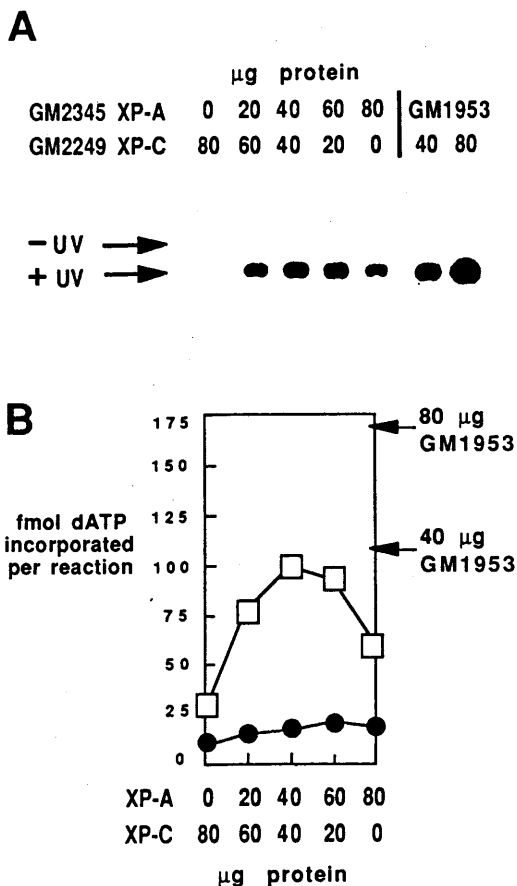 A
μg protein
GM2345 XP-A 0 20 40 60 80 GM1953
GM2249 XP-C 80 60 40 20 0 40 80
– UV
+ UV
B
175
150
125
100
75
50
25
0
fmol dATP
incorporated
per reaction
80 μg
GM1953
40 μg
GM1953
XP-A 0 20 40 60 80
XP-C 80 60 40 20 0
μg protein